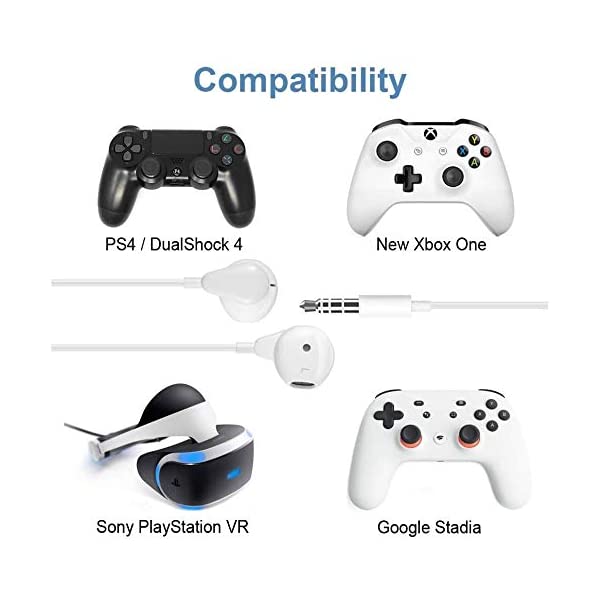 Compatibility
PS4 / DualShock 4
New Xbox One
L
Sony PlayStation VR
Google Stadia